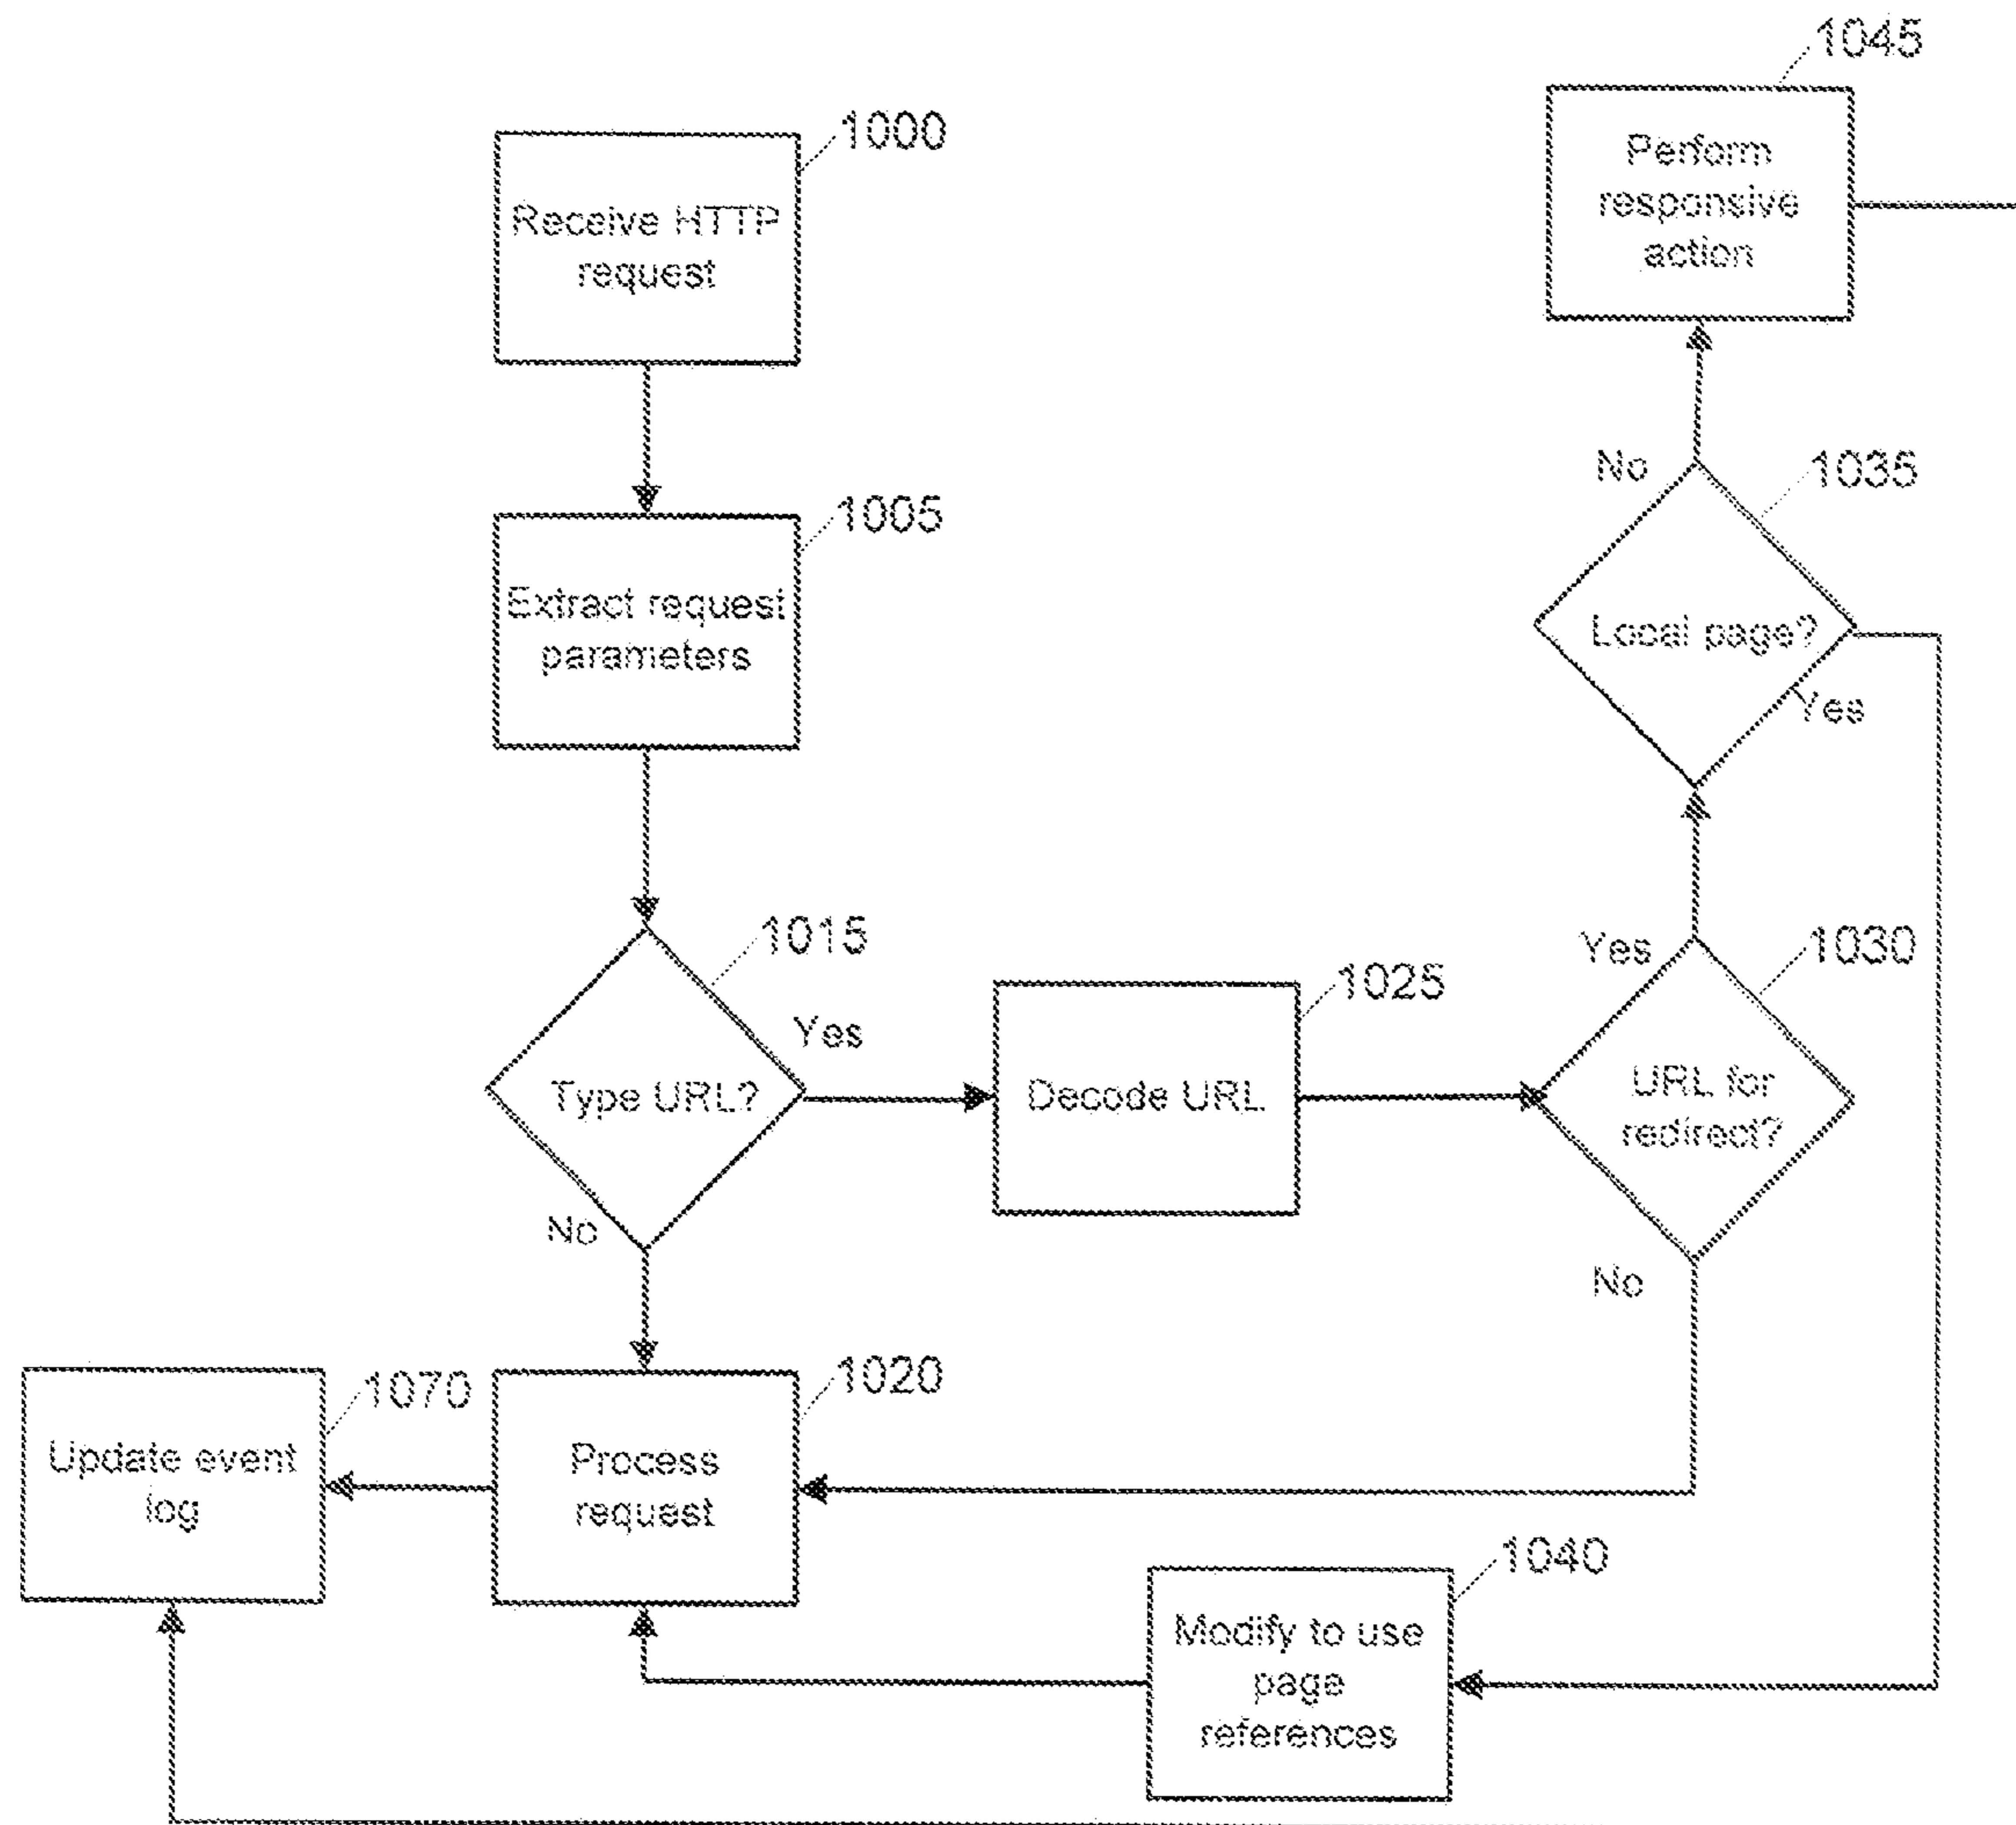 1000
Receive HTTP
request
1005
Extract request
parameters
1015
Type URL?
Yes
No
1025
Decode URL
1030
URL for
redirect?
Yes
No
1035
Local page?
No
Yes
1045
Perform
responsive
action
1040
Modify to use
page
references
1020
Process
request
1070
Update event
log